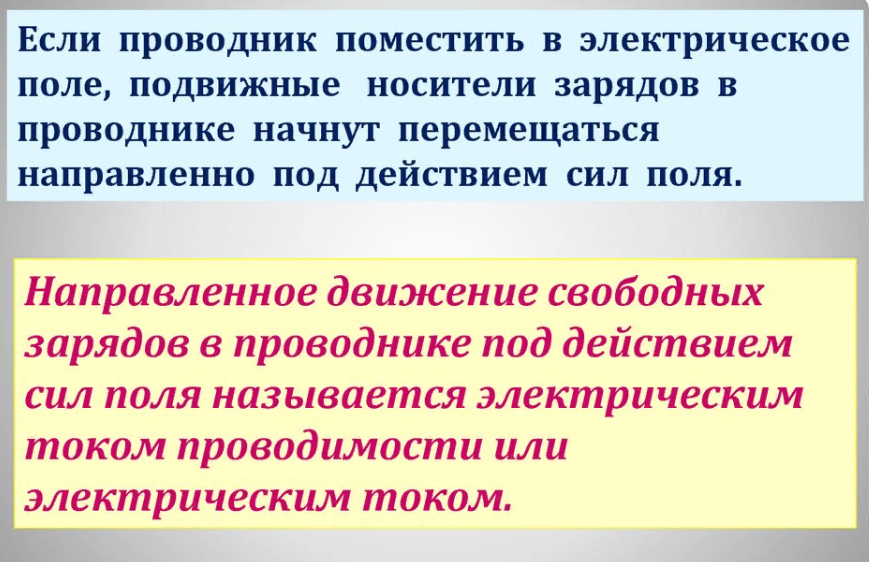 Если проводник поместить в электрическое
поле, подвижные носители зарядов в
проводнике начнут перемещаться
направленно под действием сил поля.
Направленное движение свободных
зарядов в проводнике под действием
сил поля называется электрическим
током проводимости или
электрическим током.